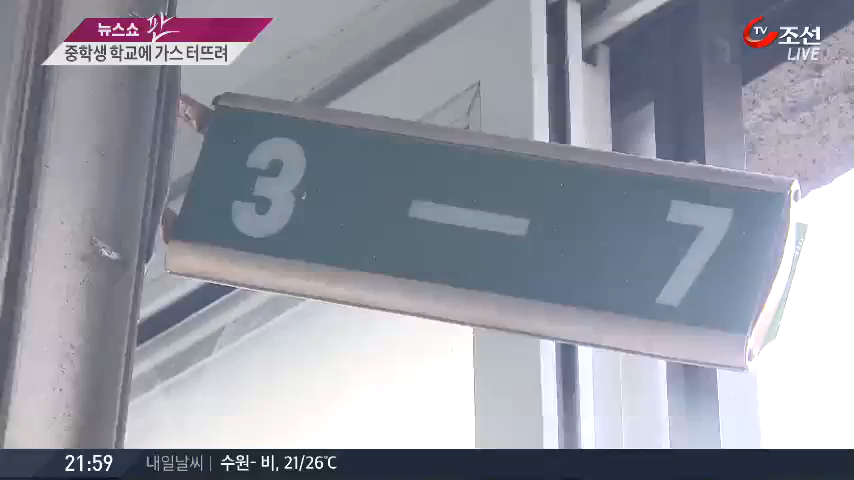 뉴스쇼 판
중학생 학교에 가스 터뜨려
TV조선
LIVE
3 - 7
21:59 내일날씨 | 수원- 비, 21/26℃